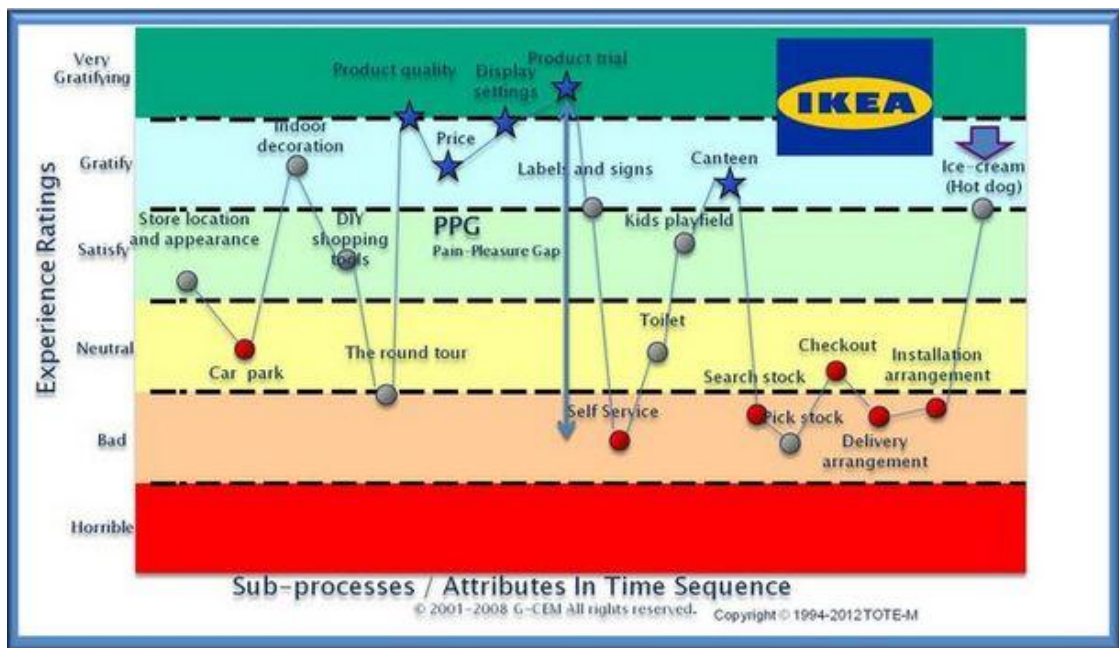 Very
Gratifying
Gratify
Satisfy
Neutral
Bad
Horrible
Experience Ratings
Store location
and appearance
Car park
Indoor
decoration
DIY
shopping
tools
The round tour
Product quality
Price
Display
settings
Product trial
PPG
Pain-Pleasure Gap
Labels and signs
Self Service
Toilet
Kids playfield
Canteen
Search stock
Pick stock
Checkout
Delivery
arrangement
Installation
arrangement
IKEA
Ice-cream
(Hot dog)
Sub-processes / Attributes In Time Sequence
© 2001-2008 G-CEM All rights reserved.
Copyright © 1994-2012 TOTE-M